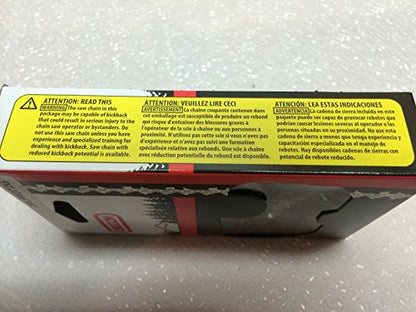 ATTENTION: READ THIS
WARNING The saw chain in this
package may be capable of kickback
that could result in serious injury to the
chain saw operator or bystanders. Do
not use this saw chain unless you have
experience and specialized training for
dealing with kickback. Saw chain with
reduced kickback potential is available.
ATTENTION: VEUILLEZ LIRE CECI
AVERTISSEMENT La chaîne coupante contenue dans
cet emballage est susceptible de produire un rebond
qui risque d'entraîner des blessures graves à
l'opérateur de la scie à chaîne ou aux personnes à
proximité. N'utilisez pas cette scie si vous n'avez pas
d'expérience et si n'avez pas suivi une formation
spécialisée relative aux rebonds. Une scie à chaîne
avec réduction potentielle du rebond est disponible.
ATENCIÓN: LEA ESTAS INDICACIONES
ADVERTENCIA La cadena de sierra incluida en este
paquete puede ser capaz de provocar rebotes que
podrían causar lesiones severas al operador o las
personas situadas en su proximidad. No use esta
cadena de sierra a menos que tenga experiencia y
capacitación especializada en el manejo de
rebotes. Hay disponibles cadenas de sierra con
potencial de rebote reducido.
OREGON